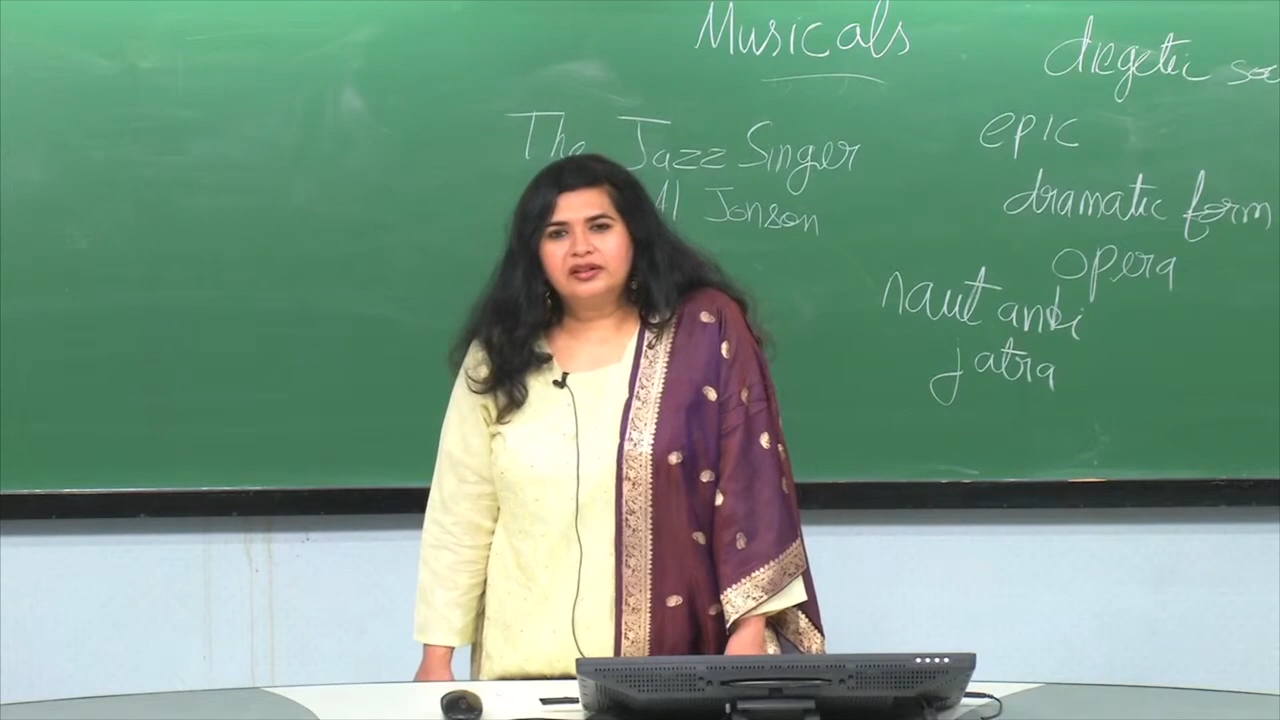 Musicals
The Jazz Singer
Al Jonson
diegetic
epic
dramatic form
opera
nautanki
jatra